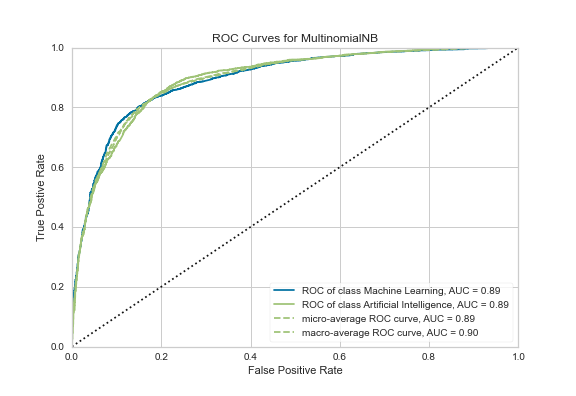 ROC Curves for MultinomialNB
1.0
0.8
0.6
0.4
0.2
0.0
True Postive Rate
ROC of class Machine Learning, AUC = 0.89
ROC of class Artificial Intelligence, AUC = 0.89
micro-average ROC curve, AUC = 0.89
macro-average ROC curve, AUC = 0.90
0.0 0.2 0.4 0.6 0.8 1.0
False Positive Rate